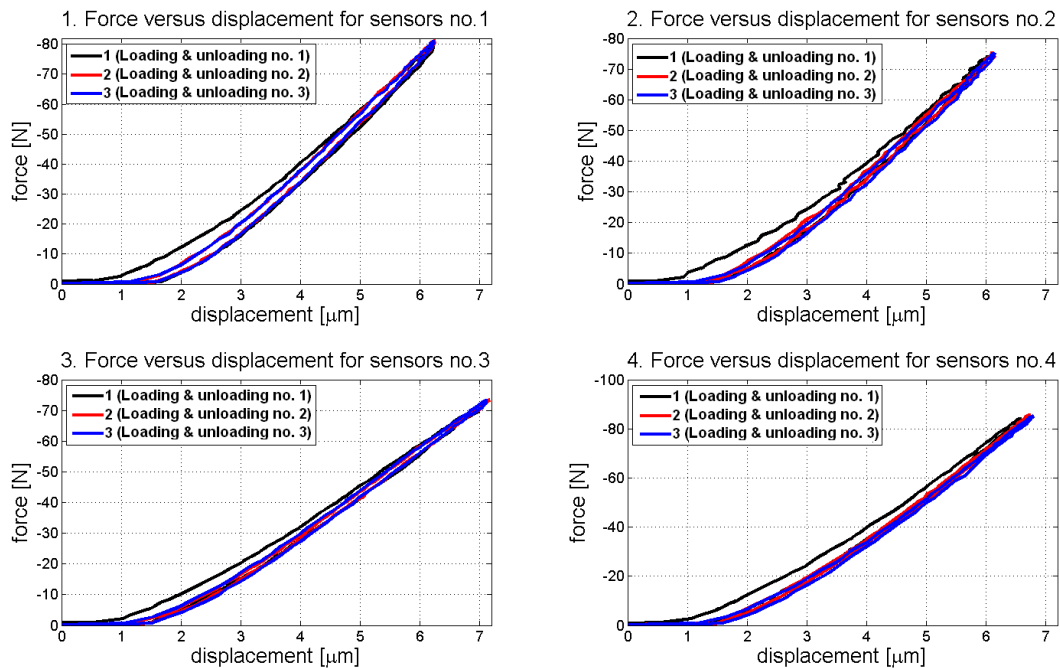 1. Force versus displacement for sensors no.1
-80
-70
-60
-50
-40
-30
-20
-10
0
force [N]
1 (Loading & unloading no. 1)
2 (Loading & unloading no. 2)
3 (Loading & unloading no. 3)
0 1 2 3 4 5 6 7
displacement [μm]
2. Force versus displacement for sensors no.2
-80
-70
-60
-50
-40
-30
-20
-10
0
force [N]
1 (Loading & unloading no. 1)
2 (Loading & unloading no. 2)
3 (Loading & unloading no. 3)
0 1 2 3 4 5 6 7
displacement [μm]
3. Force versus displacement for sensors no.3
-80
-70
-60
-50
-40
-30
-20
-10
0
force [N]
1 (Loading & unloading no. 1)
2 (Loading & unloading no. 2)
3 (Loading & unloading no. 3)
0 1 2 3 4 5 6 7
displacement [μm]
4. Force versus displacement for sensors no.4
-100
-80
-60
-40
-20
0
force [N]
1 (Loading & unloading no. 1)
2 (Loading & unloading no. 2)
3 (Loading & unloading no. 3)
0 1 2 3 4 5 6 7
displacement [μm]